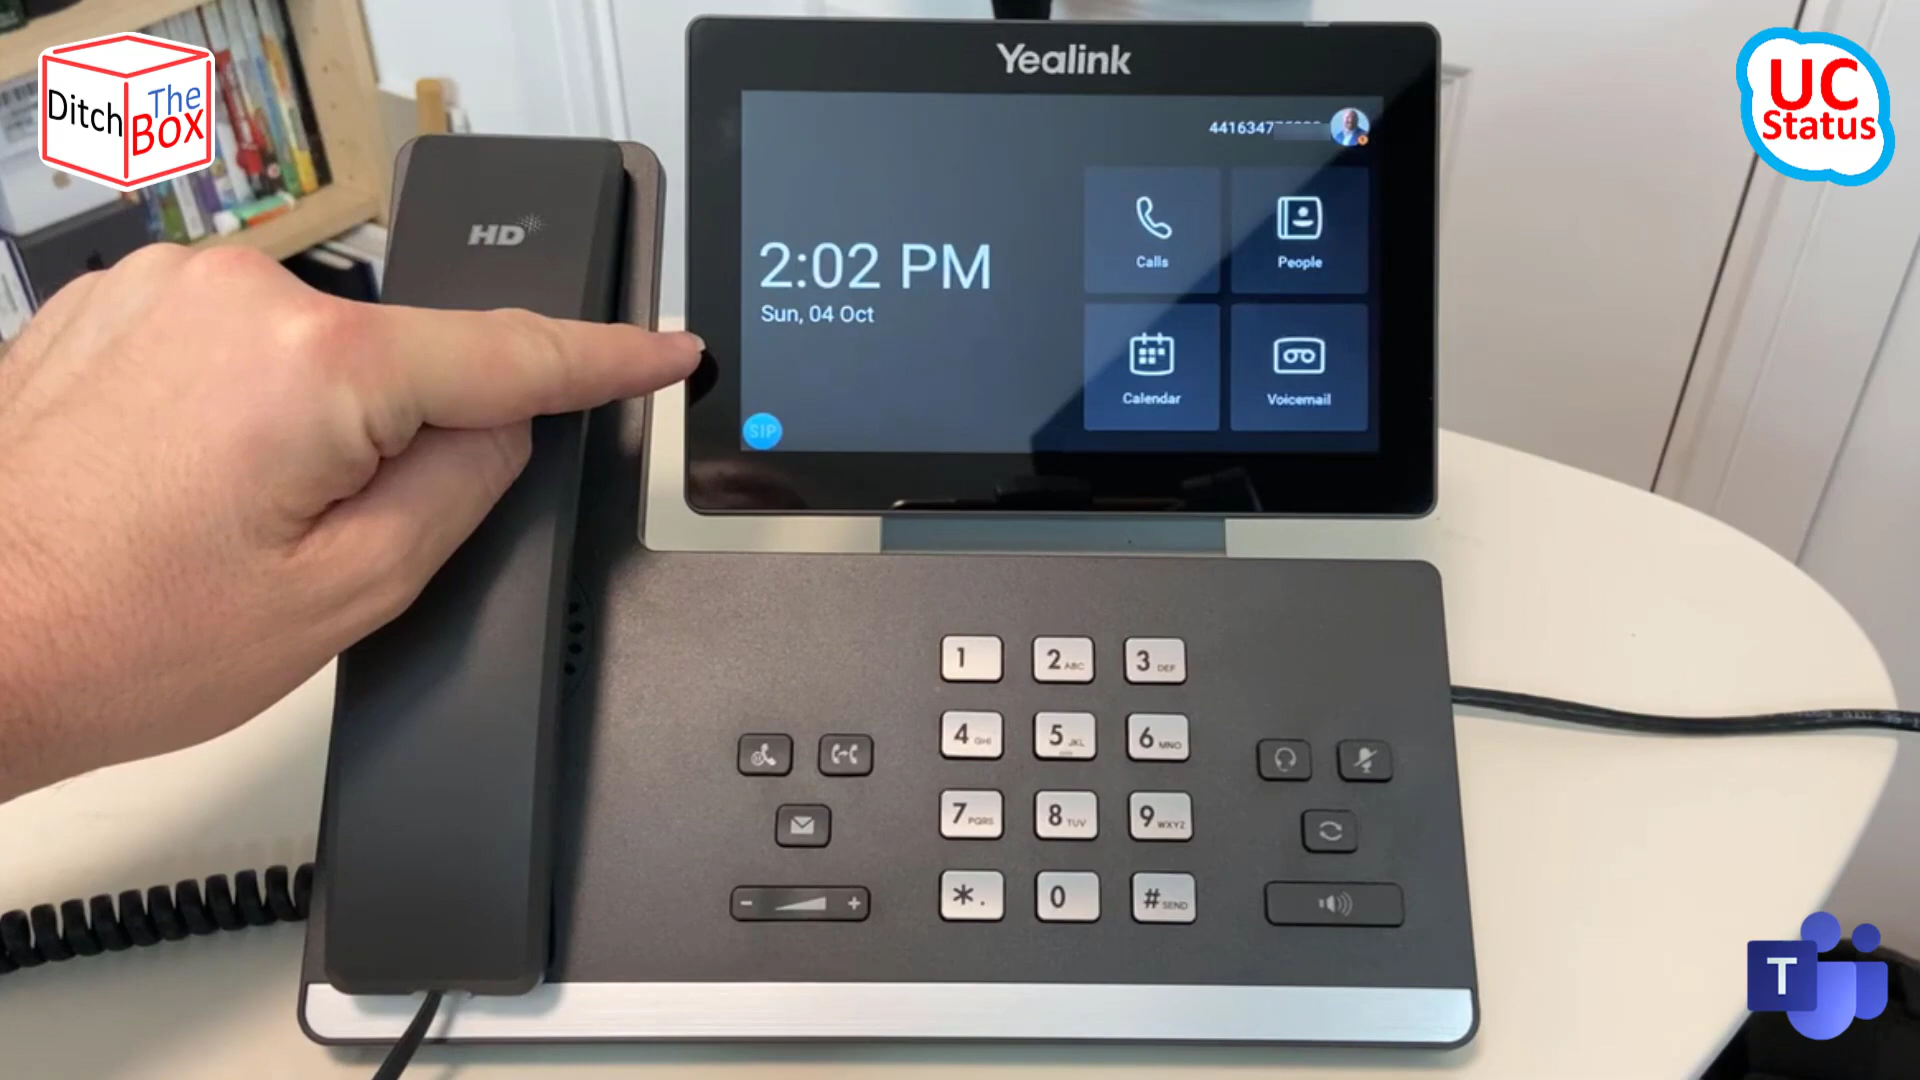 Ditch
The
BOX
Yealink
UC
Status
441634775
HD
2:02 PM
Sun, 04 Oct
Calls
People
Calendar
Voicemail
SIP
1
2 ABC
3 DEF
4 GHI
5 JKL
6 MNO
7 PQRS
8 TUV
9 WXYZ
* .
0
# SEND
- +
T